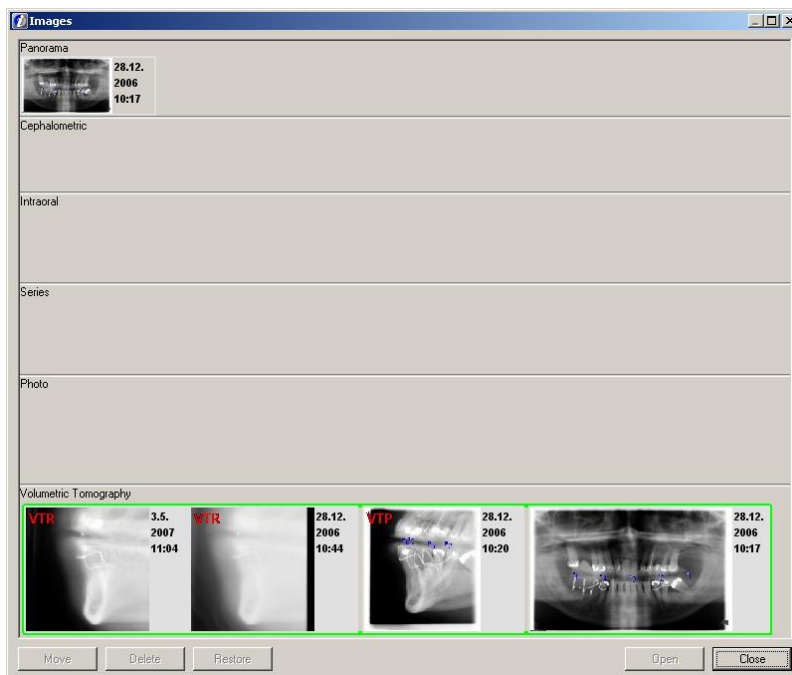 Images
Panorama
28.12.
2006
10:17
Cephalometric
Intraoral
Series
Photo
Volumetric Tomography
VTR
3.5.
2007
11:04
VTR
28.12.
2006
10:44
VTP
28.12.
2006
10:20
28.12.
2006
10:17
Move
Delete
Restore
Open
Close